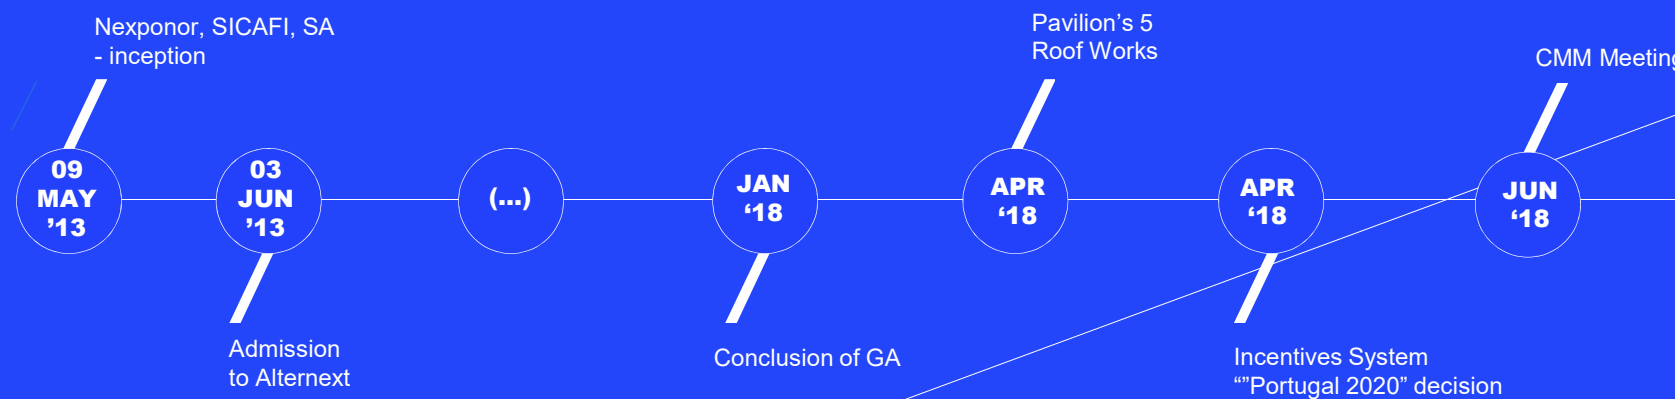 Nexponor, SICAFI, SA
- inception
Pavilion’s 5
Roof Works
CMM Meeting
09
MAY
’13
03
JUN
’13
(...)
JAN
‘18
APR
‘18
APR
‘18
JUN
‘18
Admission
to Alternext
Conclusion of GA
Incentives System
“”Portugal 2020” decision